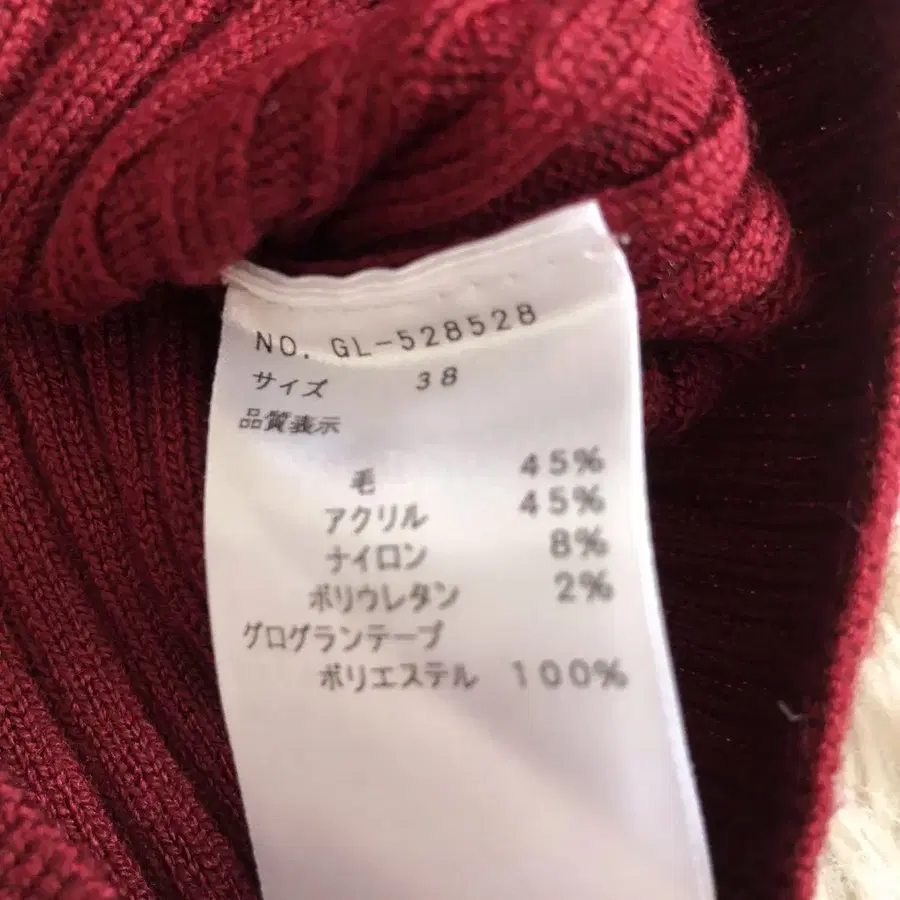 NO. GL-528528
サイズ 38
品質表示
毛 45%
アクリル 45%
ナイロン 8%
ポリウレタン 2%
グログランテープ
ポリエステル 100%